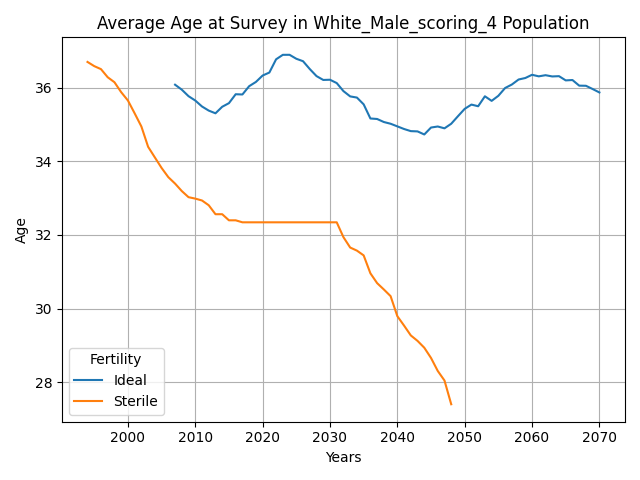 Average Age at Survey in White_Male_scoring_4 Population
Age
36
34
32
30
28
Fertility
Ideal
Sterile
2000 2010 2020 2030 2040 2050 2060 2070
Years